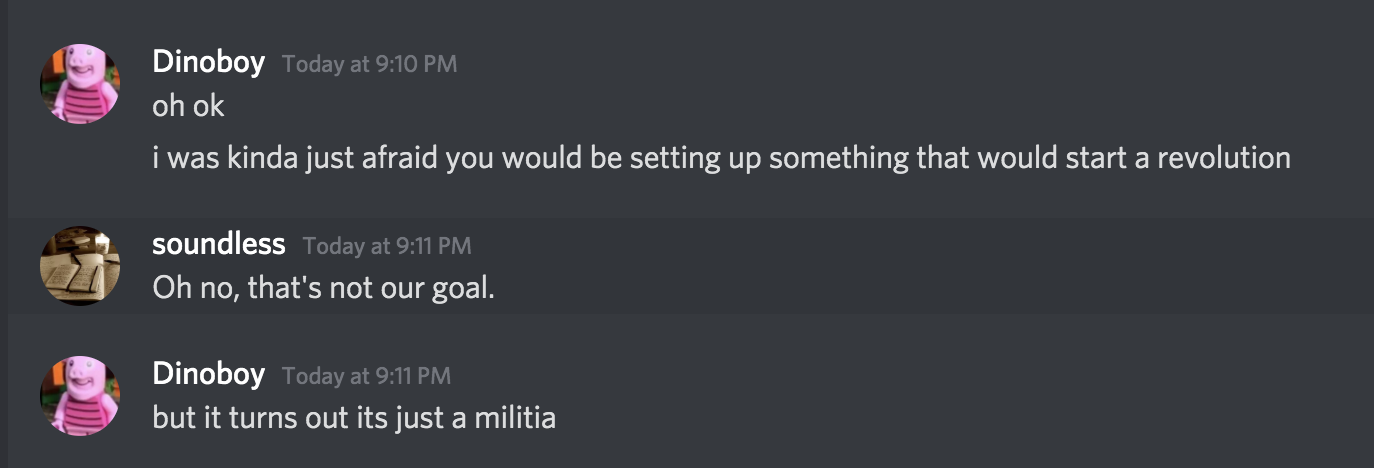 Dinoboy Today at 9:10 PM
oh ok
i was kinda just afraid you would be setting up something that would start a revolution
soundless Today at 9:11 PM
Oh no, that's not our goal.
Dinoboy Today at 9:11 PM
but it turns out its just a militia